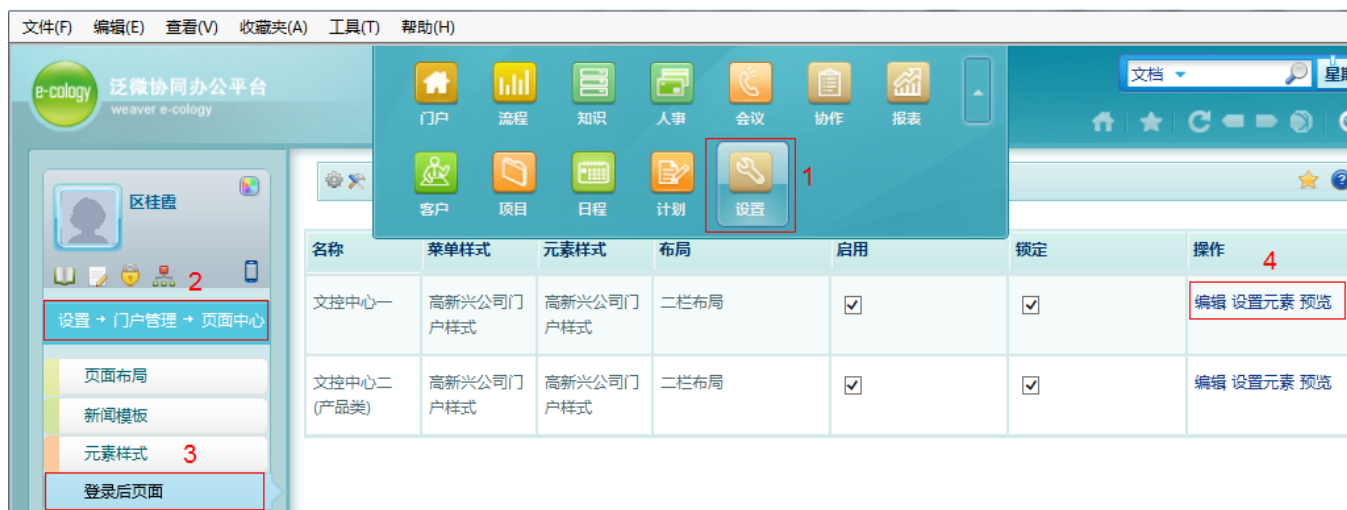 文件(F) 编辑(E) 查看(V) 收藏夹(A) 工具(T) 帮助(H)
e-cology
泛微协同办公平台
weaver e-cology
门户 流程 知识 人事 会议 协作 报表
文档
客户 项目 日程 计划 设置 1
区桂霞
2
设置 → 门户管理 → 页面中心
页面布局
新闻模板
元素样式 3
登录后页面
名称 菜单样式 元素样式 布局 启用 锁定 操作 4
文控中心一 高新兴公司门 高新兴公司门 二栏布局 编辑 设置元素 预览
户样式 户样式
文控中心二 高新兴公司门 高新兴公司门 二栏布局 编辑 设置元素 预览
(产品类) 户样式 户样式